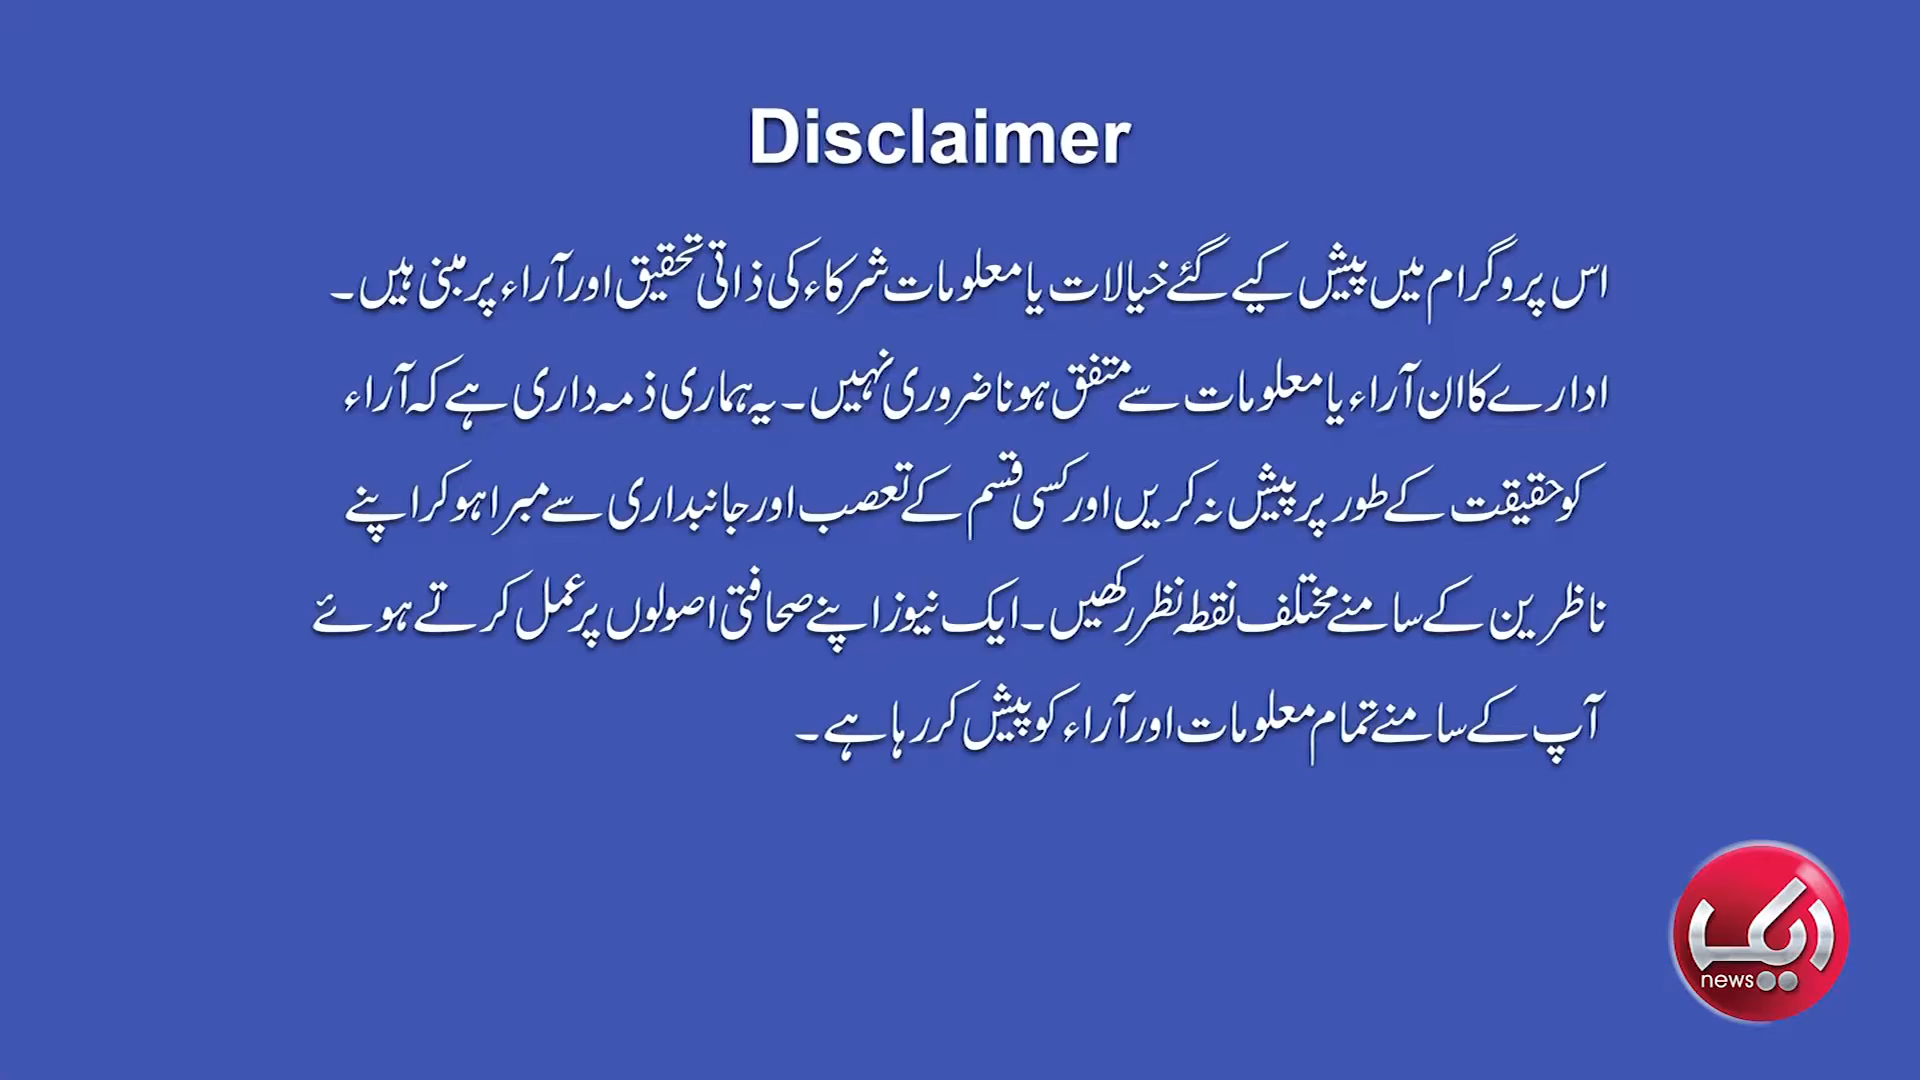 Disclaimer
اس پروگرام میں پیش کیے گئے خیالات یا معلومات شرکاء کی ذاتی تحقیق اور آراء پر مبنی ہیں۔
ادارے کا ان آراء یا معلومات سے متفق ہونا ضروری نہیں۔ یہ ہماری ذمہ داری ہے کہ آراء
کو حقیقت کے طور پر پیش نہ کریں اور کسی قسم کے تعصب اور جانبداری سے مبرا ہو کر اپنے
ناظرین کے سامنے مختلف نقطہ نظر رکھیں۔ ایک نیوز اپنے صحافتی اصولوں پر عمل کرتے ہوئے
آپ کے سامنے تمام معلومات اور آراء کو پیش کر رہا ہے۔
ایک
news